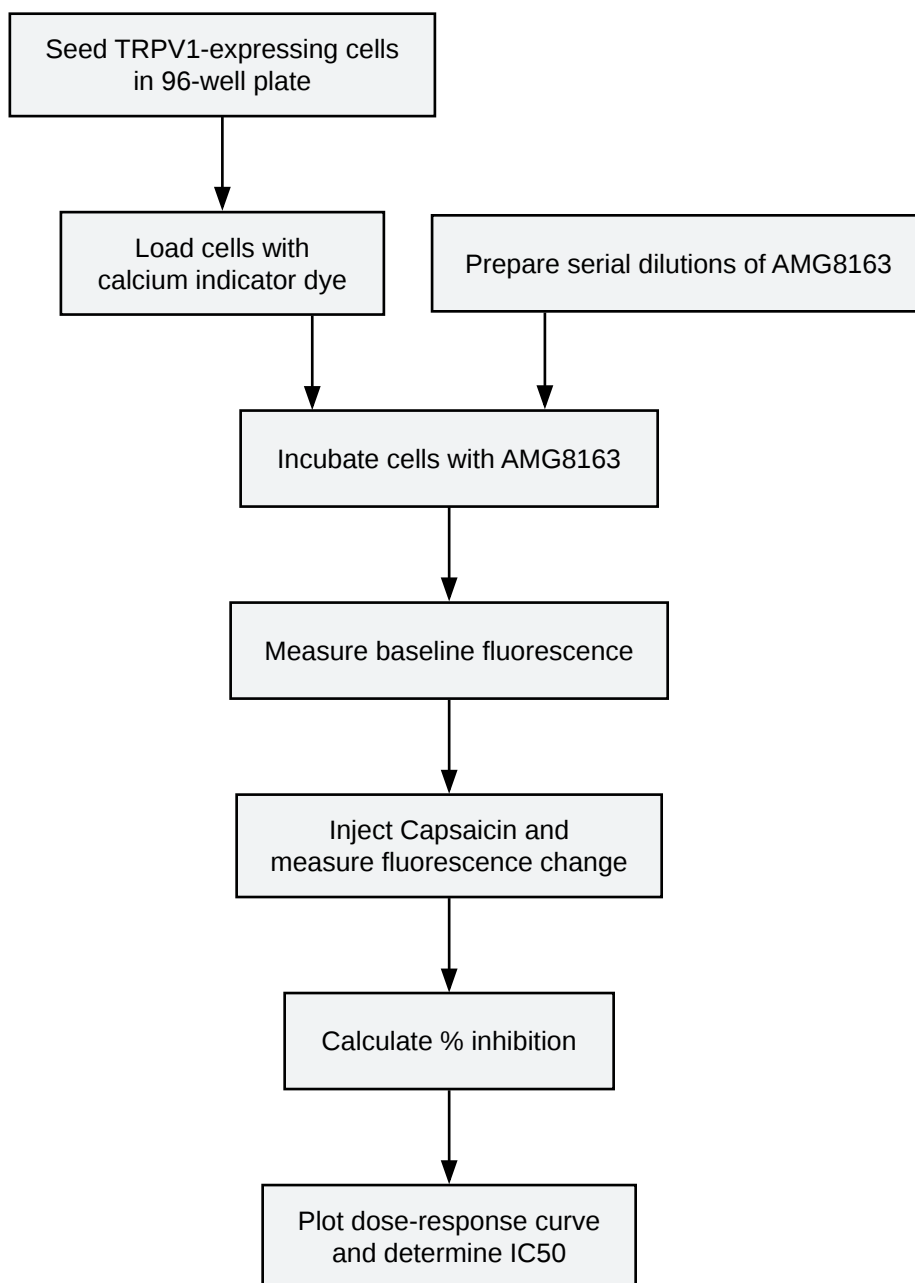 Seed TRPV1-expressing cells
in 96-well plate
Load cells with
calcium indicator dye
Prepare serial dilutions of AMG8163
Incubate cells with AMG8163
Measure baseline fluorescence
Inject Capsaicin and
measure fluorescence change
Calculate % inhibition
Plot dose-response curve
and determine IC50